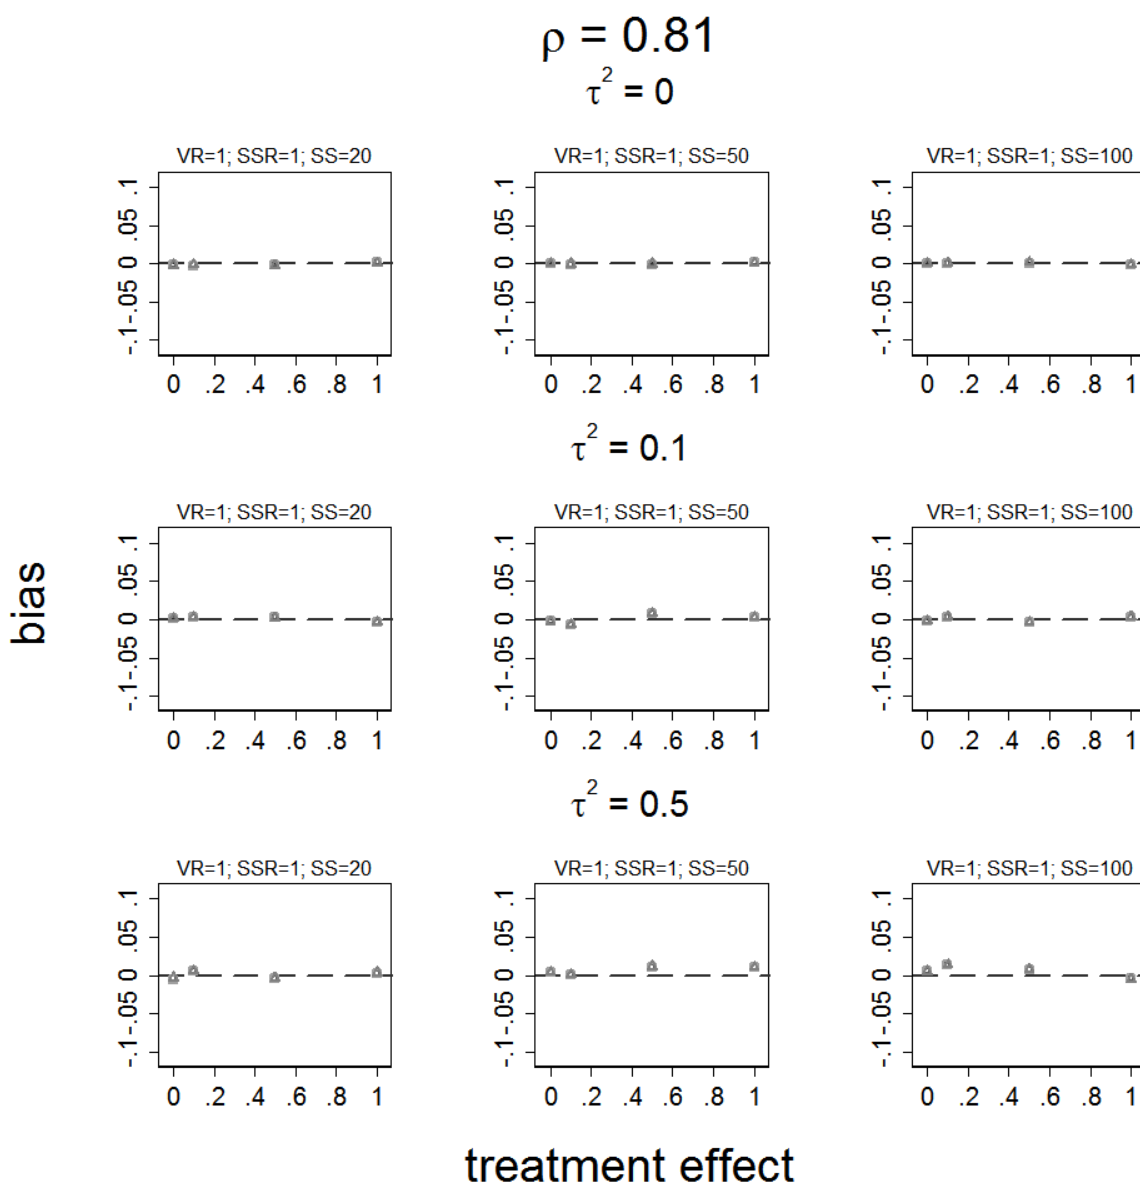 ρ = 0.81
τ² = 0
VR=1; SSR=1; SS=20
VR=1; SSR=1; SS=50
VR=1; SSR=1; SS=100
.1
.05
0
-.05
-.1
.1
.05
0
-.05
-.1
.1
.05
0
-.05
-.1
0 .2 .4 .6 .8 1
0 .2 .4 .6 .8 1
0 .2 .4 .6 .8 1
τ² = 0.1
VR=1; SSR=1; SS=20
VR=1; SSR=1; SS=50
VR=1; SSR=1; SS=100
.1
.05
0
-.05
-.1
.1
.05
0
-.05
-.1
.1
.05
0
-.05
-.1
0 .2 .4 .6 .8 1
0 .2 .4 .6 .8 1
0 .2 .4 .6 .8 1
bias
τ² = 0.5
VR=1; SSR=1; SS=20
VR=1; SSR=1; SS=50
VR=1; SSR=1; SS=100
.1
.05
0
-.05
-.1
.1
.05
0
-.05
-.1
.1
.05
0
-.05
-.1
0 .2 .4 .6 .8 1
0 .2 .4 .6 .8 1
0 .2 .4 .6 .8 1
treatment effect